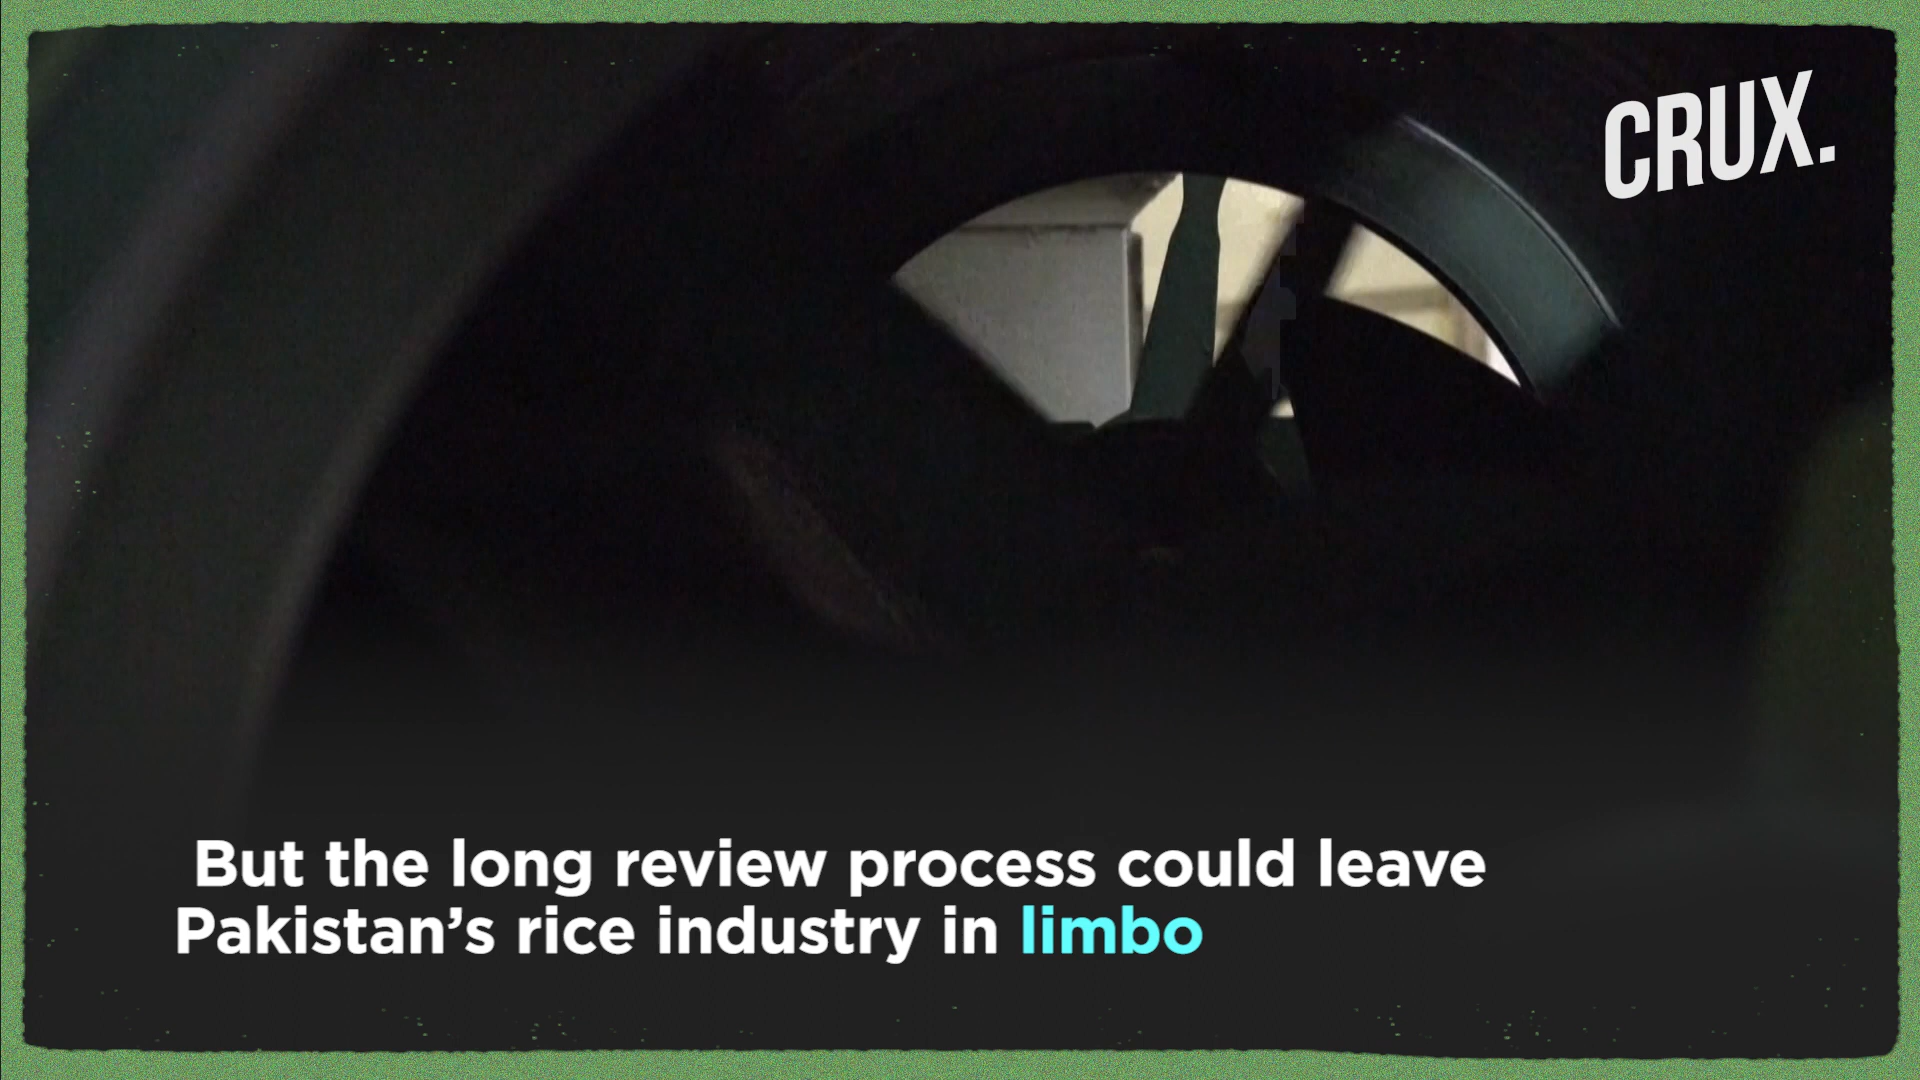 CRUX.
But the long review process could leave
Pakistan’s rice industry in limbo